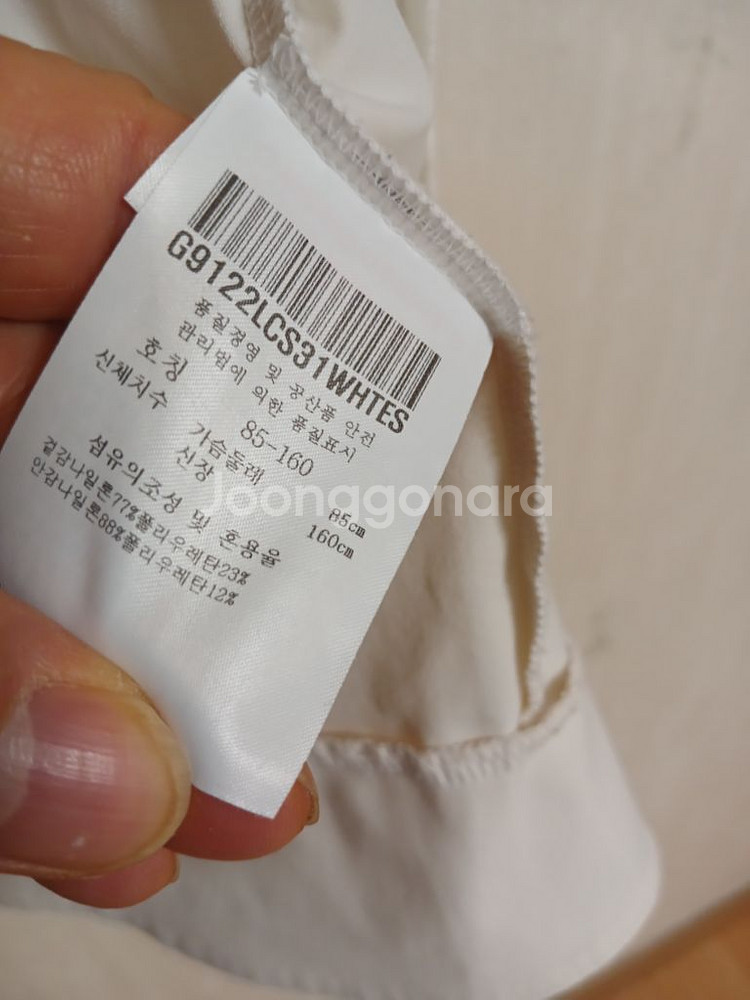 G9122LCS31WHTES
품질경영 및 공산품 안전
관리법에 의한 품질표시
호칭 85-160
신체치수 가슴둘레 85cm
신장 160cm
섬유의조성 및 혼용율
겉감나일론77%폴리우레탄23%
안감나일론88%폴리우레탄12%
Joonggonara